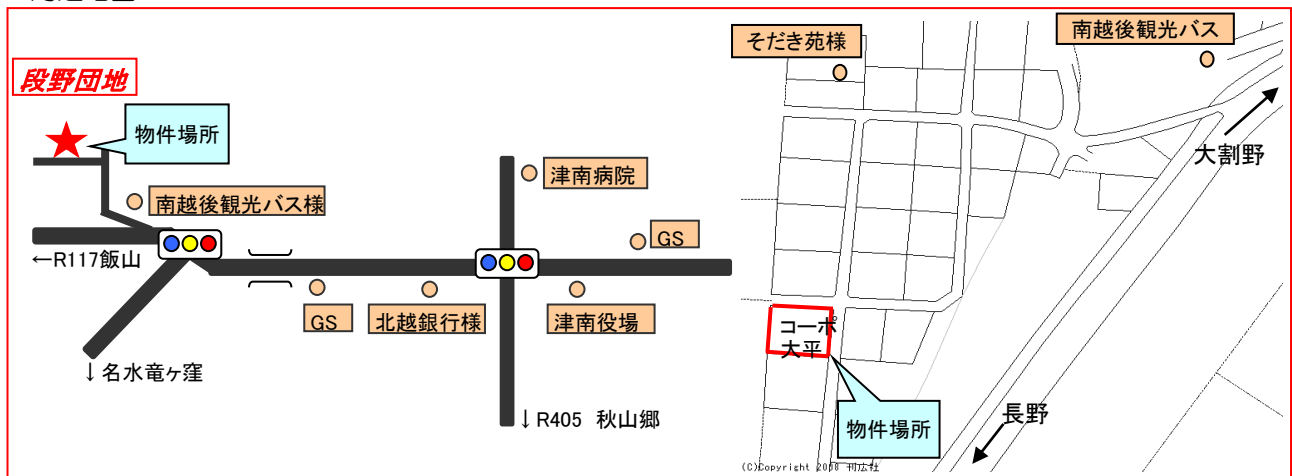 段野団地
物件場所
南越後観光バス様
←R117飯山
↓名水竜ヶ窪
GS
北越銀行様
津南病院
GS
津南役場
↓R405 秋山郷
そだき苑様
南越後観光バス
大割野
コーポ
大平
物件場所
長野
(C)Copyright 2008 刊広社